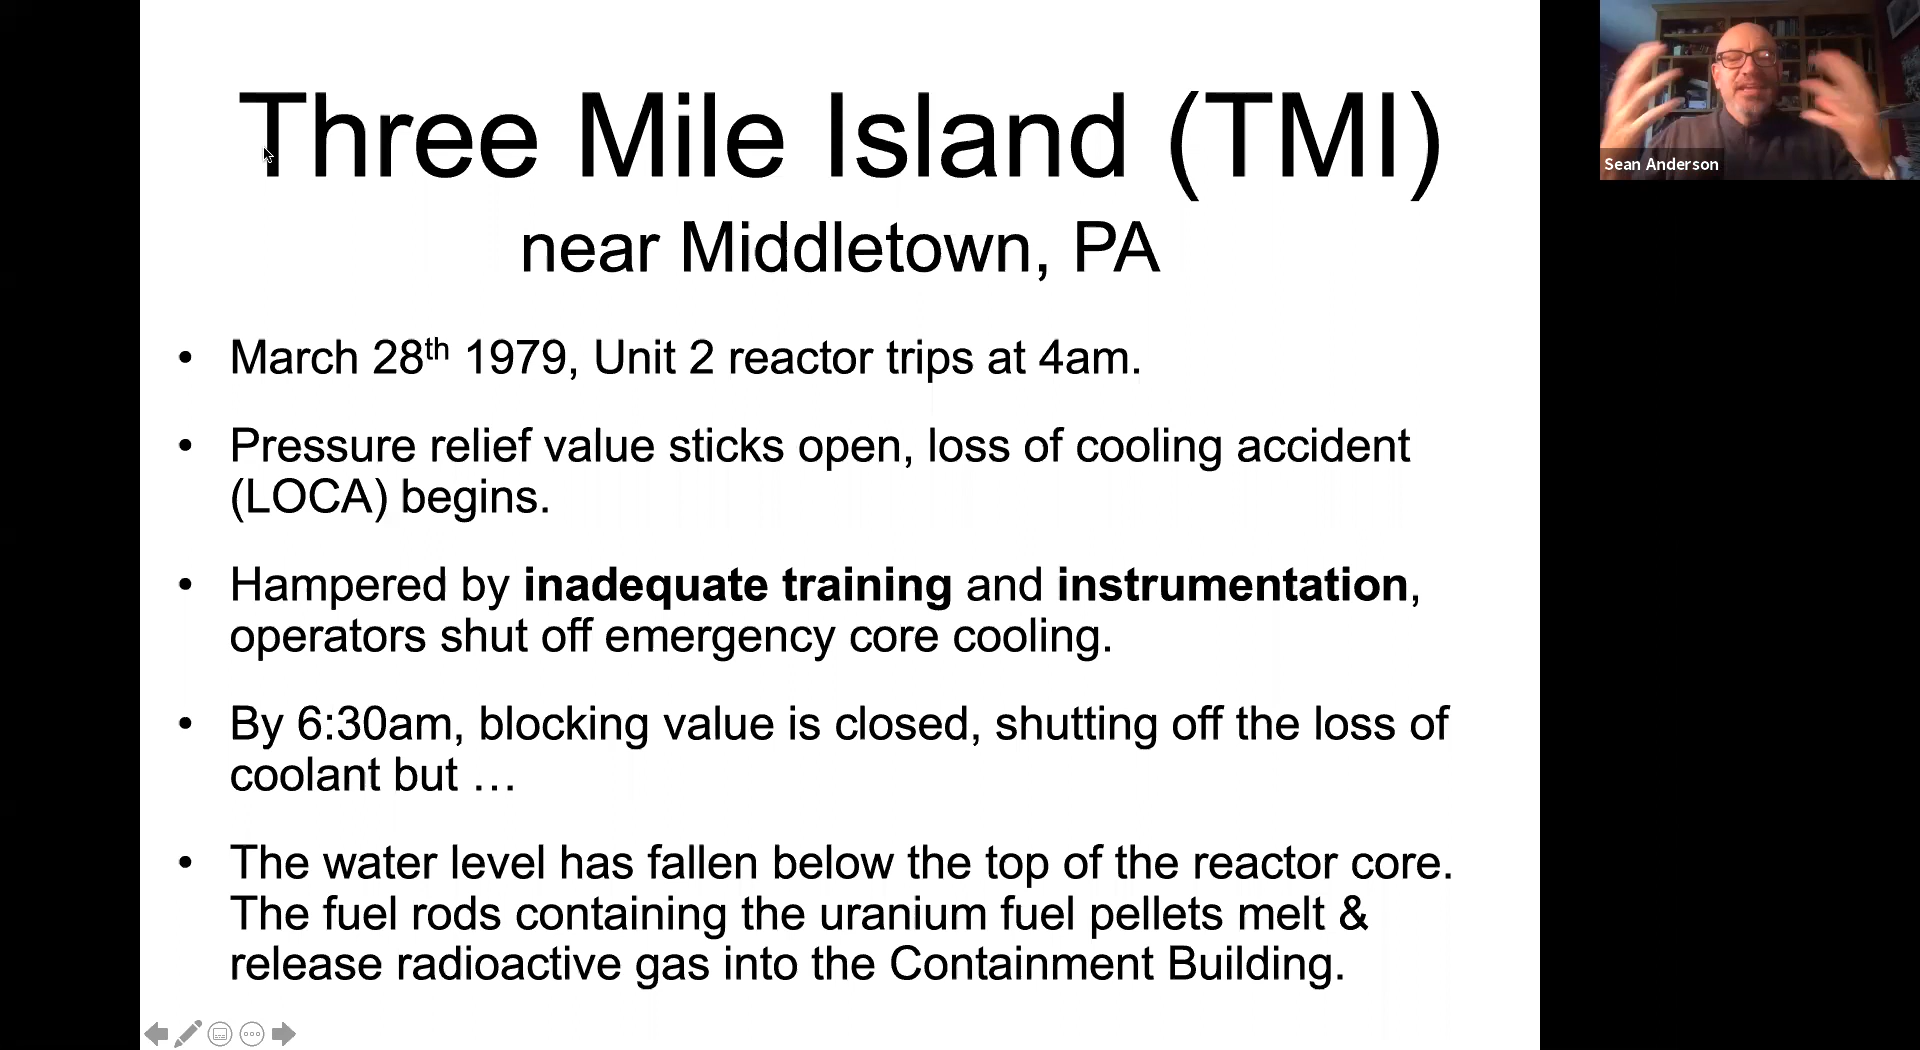 Three Mile Island (TMI)
near Middletown, PA
• March 28th 1979, Unit 2 reactor trips at 4am.
• Pressure relief value sticks open, loss of cooling accident
(LOCA) begins.
• Hampered by inadequate training and instrumentation,
operators shut off emergency core cooling.
• By 6:30am, blocking value is closed, shutting off the loss of
coolant but …
• The water level has fallen below the top of the reactor core.
The fuel rods containing the uranium fuel pellets melt &
release radioactive gas into the Containment Building.
Sean Anderson